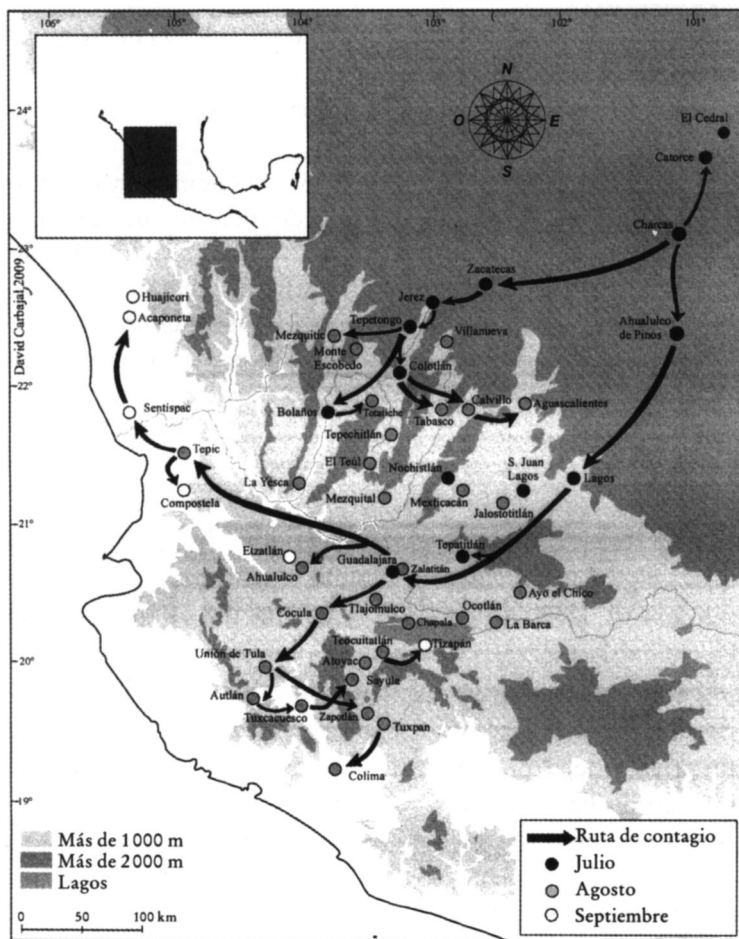 106°
105°
104°
103°
102°
101°
24°
23°
22°
21°
20°
19°
N
O
E
S
David Carbajal 2009
El Cedral
Catorce
Charcas
Zacatecas
Jerez
Ahualulco
de Pinos
Huajicori
Acaponeta
Tepetongo
Mezquitic
Villanueva
Monte
Escobedo
Colotlán
Sentispac
Bolaños
Totatiche
Tabasco
Calvillo
Aguascalientes
Tepechitlán
Tepic
El Teúl
Nochistlán
S. Juan
Lagos
Lagos
La Yesca
Compostela
Mezquital
Mexticacán
Jalostotitlán
Etzatlán
Ahualulco
Guadalajara
Zalatitán
Tepatitlán
Ayo el Chico
Cocula
Tlajomulco
Chapala
Ocotlán
La Barca
Teocuitatlán
Tizapán
Unión de Tula
Atoyac
Sayula
Autlán
Tuxcacuesco
Zapotlán
Tuxpan
Colima
Más de 1000 m
Más de 2000 m
Lagos
0 50 100 km
Ruta de contagio
Julio
Agosto
Septiembre